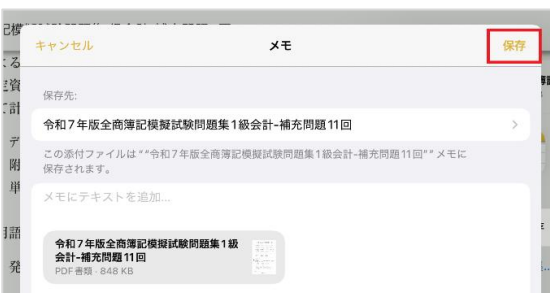 キャンセル
メモ
保存
保存先:
令和7年版全商簿記模擬試験問題集1級会計-補充問題11回
この添付ファイルは“"令和7年版全商簿記模擬試験問題集1級会計-補充問題11回"”メモに
保存されます。
メモにテキストを追加...
令和7年版全商簿記模擬試験問題集1級
会計-補充問題11回
PDF書類・848 KB